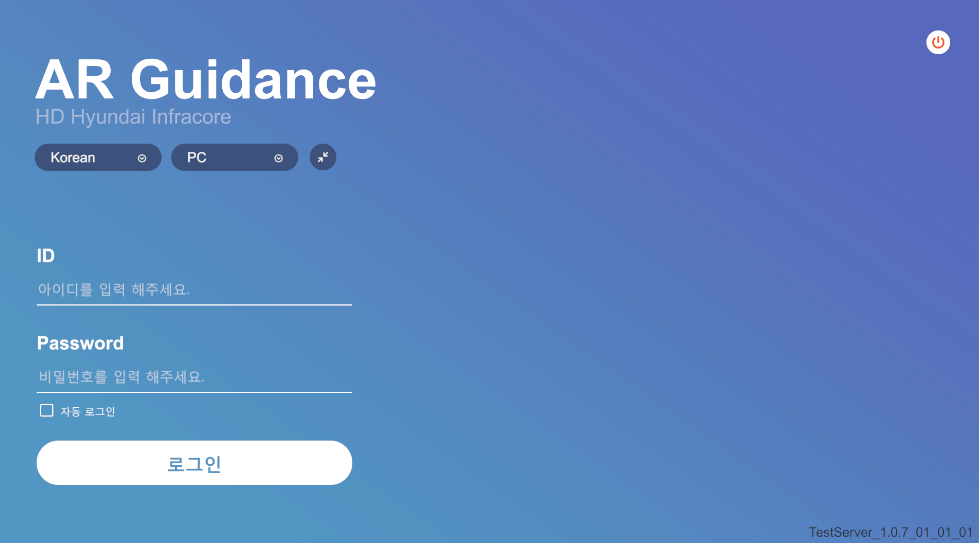 AR Guidance
HD Hyundai Infracore
Korean PC
ID
아이디를 입력 해주세요.
Password
비밀번호를 입력 해주세요.
자동 로그인
로그인
TestServer_1.0.7_01_01_01